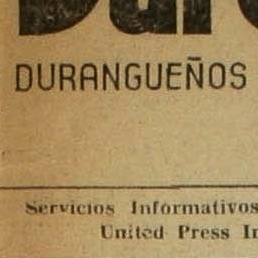 DURANGUEÑOS
Servicios Informativos
United Press